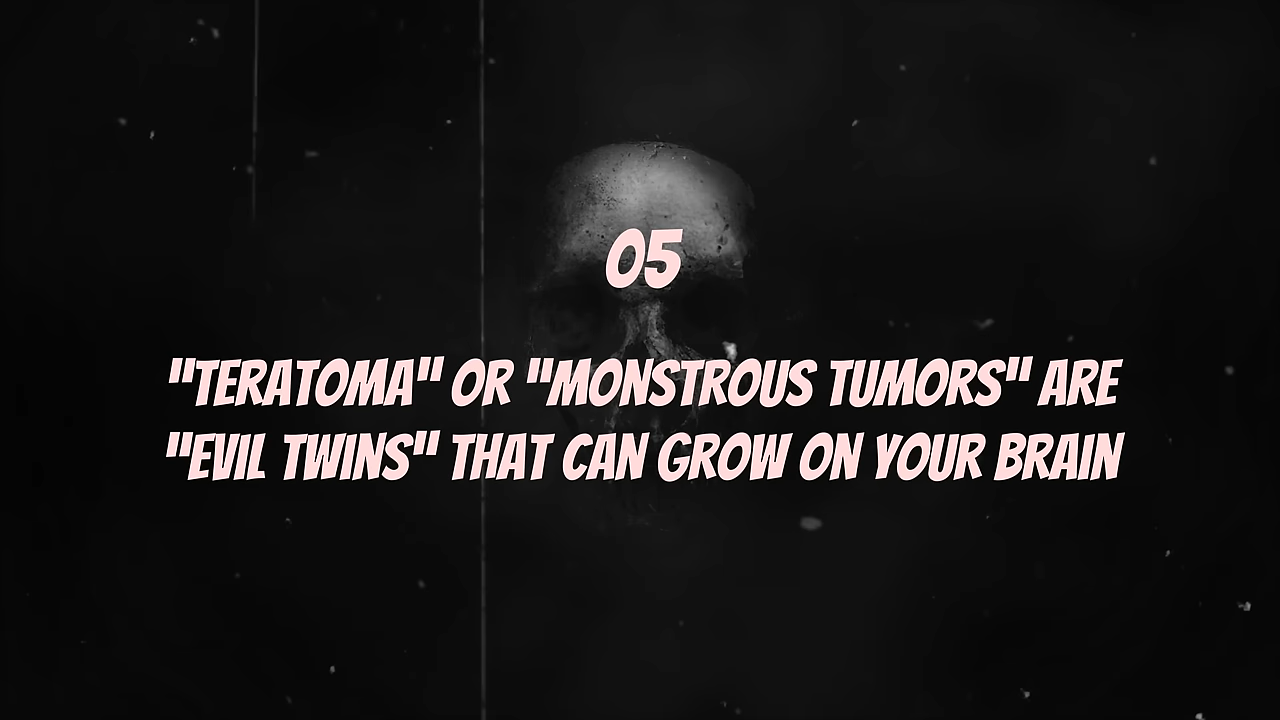 05
"TERATOMA" OR "MONSTROUS TUMORS" ARE
"EVIL TWINS" THAT CAN GROW ON YOUR BRAIN